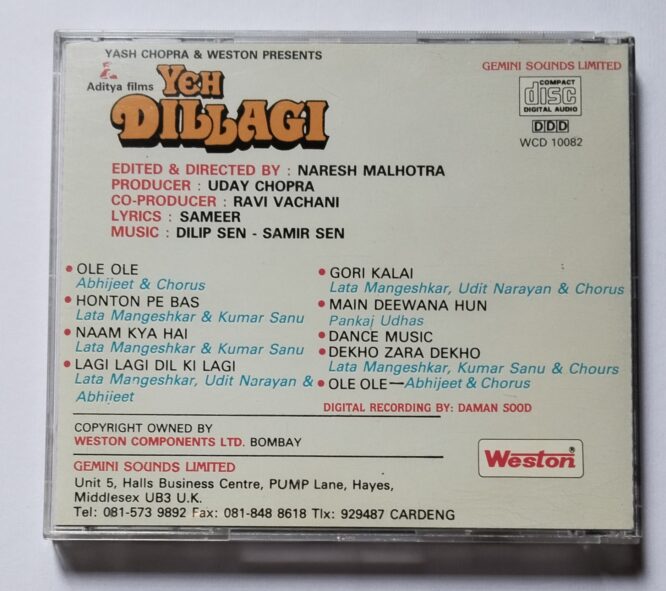 YASH CHOPRA & WESTON PRESENTS
Aditya films
YEH
DILLAGI
GEMINI SOUNDS LIMITED
COMPACT
disc
DIGITAL AUDIO
DDD
WCD 10082
EDITED & DIRECTED BY : NARESH MALHOTRA
PRODUCER : UDAY CHOPRA
CO-PRODUCER : RAVI VACHANI
LYRICS : SAMEER
MUSIC : DILIP SEN - SAMIR SEN
• OLE OLE
Abhijeet & Chorus
• HONTON PE BAS
Lata Mangeshkar & Kumar Sanu
• NAAM KYA HAI
Lata Mangeshkar & Kumar Sanu
• LAGI LAGI DIL KI LAGI
Lata Mangeshkar, Udit Narayan &
Abhijeet
• GORI KALAI
Lata Mangeshkar, Udit Narayan & Chorus
• MAIN DEEWANA HUN
Pankaj Udhas
• DANCE MUSIC
• DEKHO ZARA DEKHO
Lata Mangeshkar, Kumar Sanu & Chours
• OLE OLE—Abhijeet & Chorus
DIGITAL RECORDING BY: DAMAN SOOD
COPYRIGHT OWNED BY
WESTON COMPONENTS LTD. BOMBAY
Weston®
GEMINI SOUNDS LIMITED
Unit 5, Halls Business Centre, PUMP Lane, Hayes,
Middlesex UB3 U.K.
Tel: 081-573 9892 Fax: 081-848 8618 Tlx: 929487 CARDENG